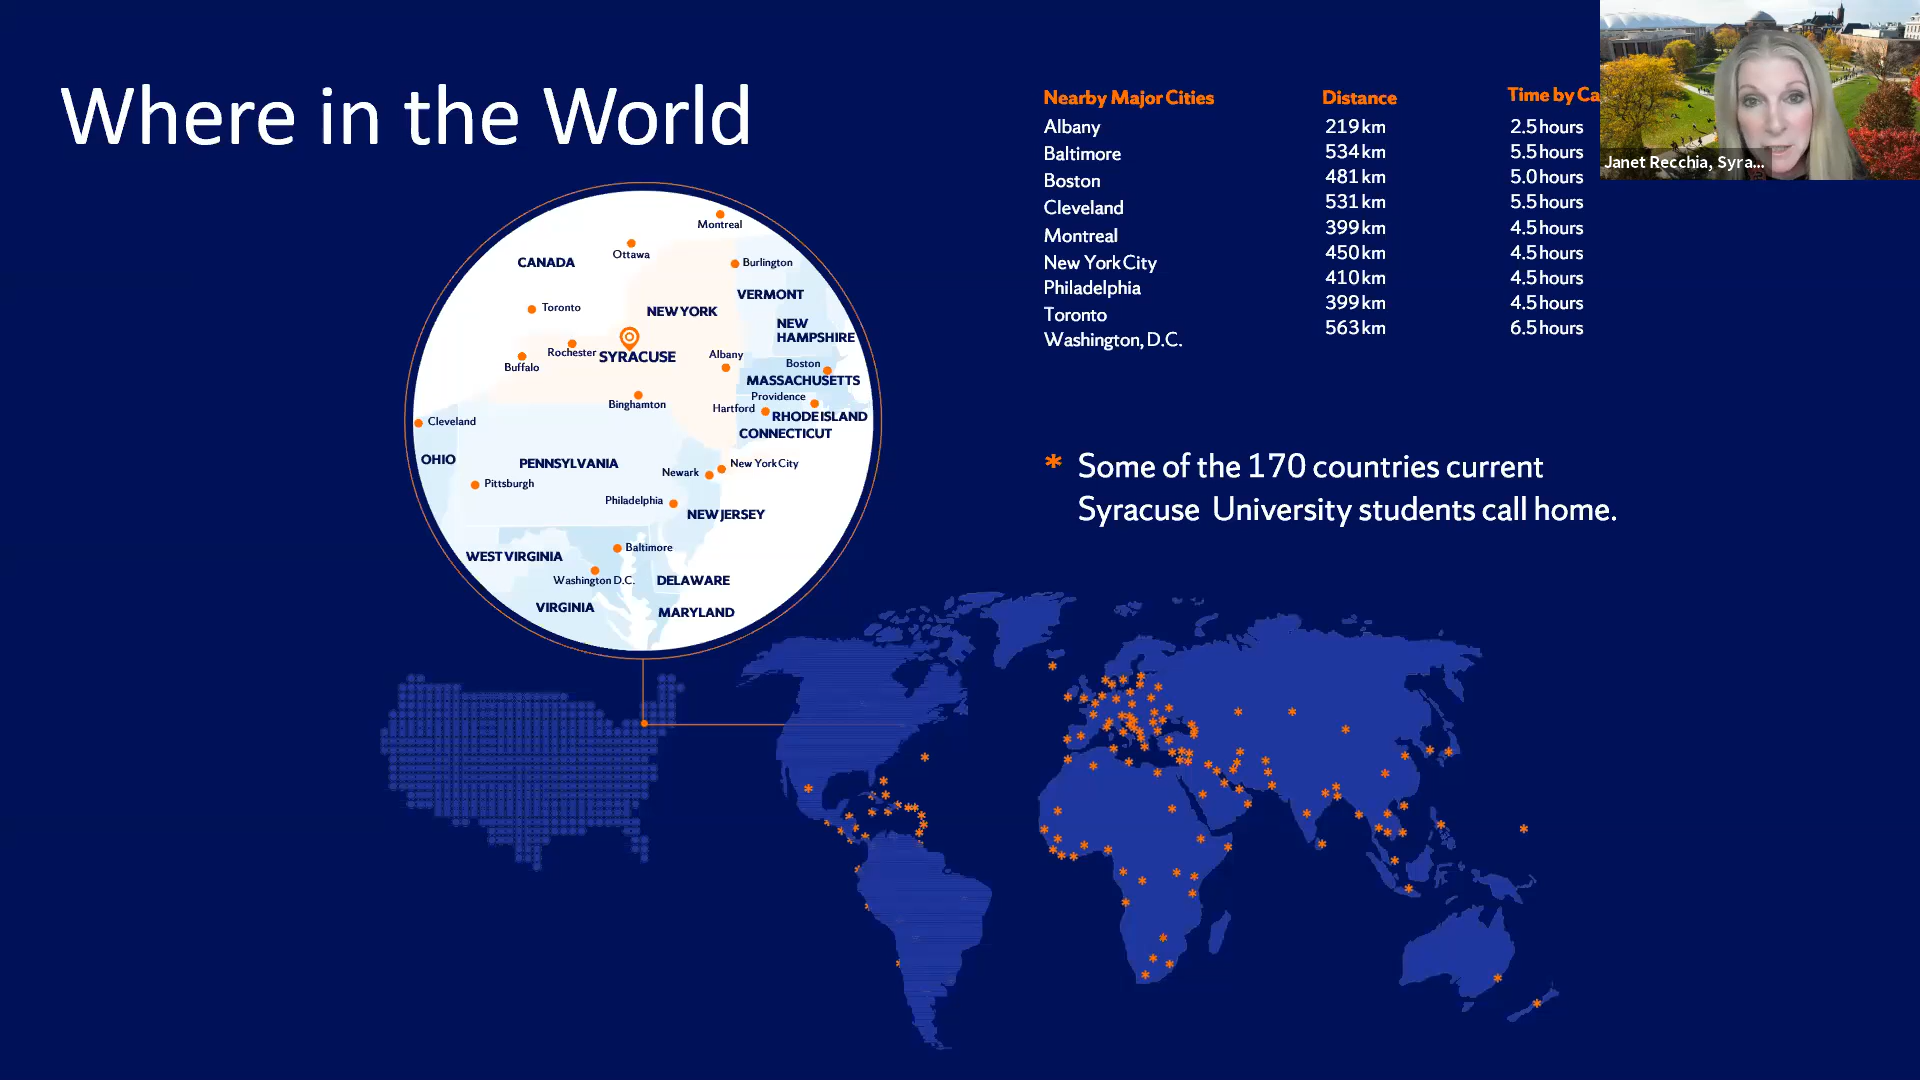 Where in the World
Nearby Major Cities Distance Time by Ca
Albany 219 km 2.5 hours
Baltimore 534 km 5.5 hours
Boston 481 km 5.0 hours
Cleveland 531 km 5.5 hours
Montreal 399 km 4.5 hours
New York City 450 km 4.5 hours
Philadelphia 410 km 4.5 hours
Toronto 399 km 4.5 hours
Washington, D.C. 563 km 6.5 hours
Janet Recchia, Syra...
Montreal
Ottawa
CANADA
Burlington
VERMONT
Toronto
NEW YORK
NEW
HAMPSHIRE
Rochester
SYRACUSE
Albany
Buffalo
Boston
MASSACHUSETTS
Providence
Binghamton
Hartford
RHODE ISLAND
Cleveland
CONNECTICUT
OHIO
PENNSYLVANIA
New York City
Newark
Pittsburgh
Philadelphia
NEW JERSEY
Baltimore
WEST VIRGINIA
Washington D.C.
DELAWARE
VIRGINIA
MARYLAND
* Some of the 170 countries current
Syracuse University students call home.